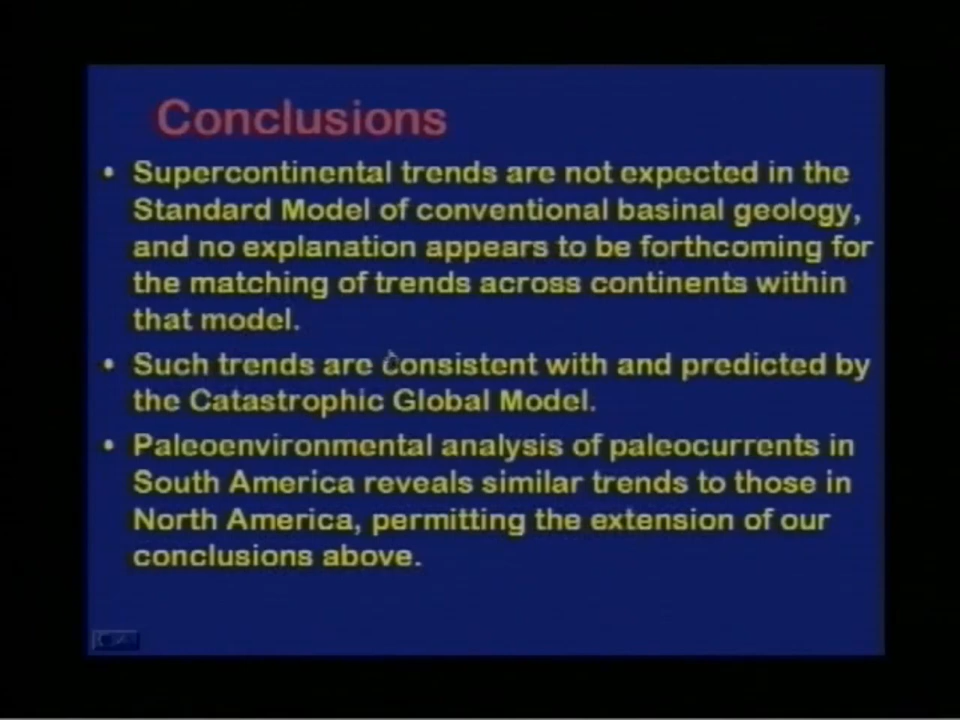 Conclusions
• Supercontinental trends are not expected in the
Standard Model of conventional basinal geology,
and no explanation appears to be forthcoming for
the matching of trends across continents within
that model.
• Such trends are consistent with and predicted by
the Catastrophic Global Model.
• Paleoenvironmental analysis of paleocurrents in
South America reveals similar trends to those in
North America, permitting the extension of our
conclusions above.